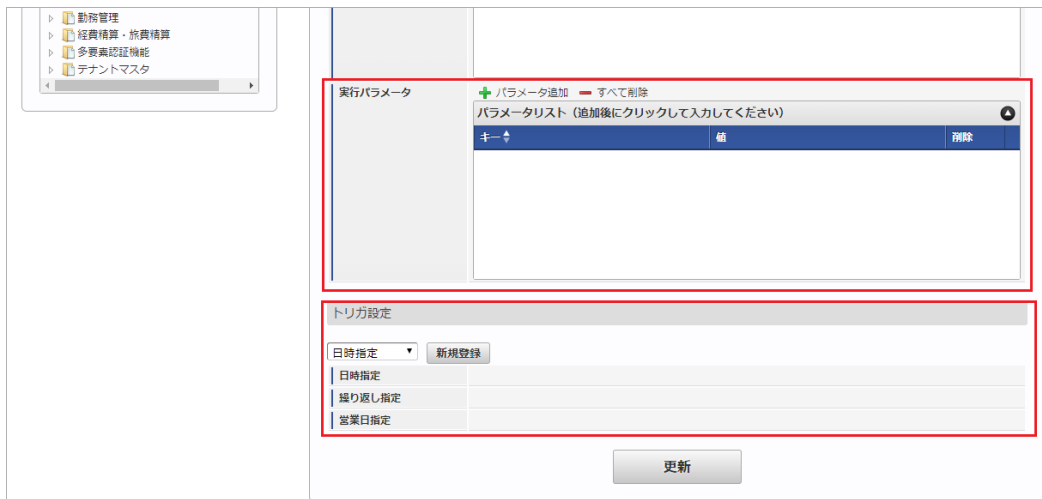 勤務管理
経費精算・旅費精算
多要素認証機能
テナントマスタ
実行パラメータ
パラメータ追加 すべて削除
パラメータリスト（追加後にクリックして入力してください）
キー 値 削除
トリガ設定
日時指定 新規登録
日時指定
繰り返し指定
営業日指定
更新